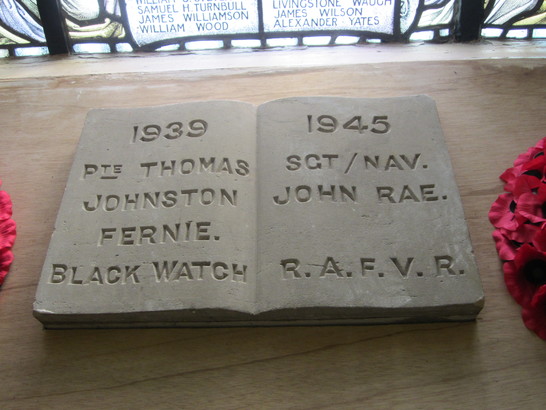 SAMUEL H. TURNBULL
JAMES WILLIAMSON
WILLIAM WOOD
LIVINGSTONE WAUGH
JAMES WILSON
ALEXANDER YATES
1939
PTE THOMAS
JOHNSTON
FERNIE.
BLACK WATCH
1945
SGT/NAV.
JOHN RAE.
R.A.F.V.R.